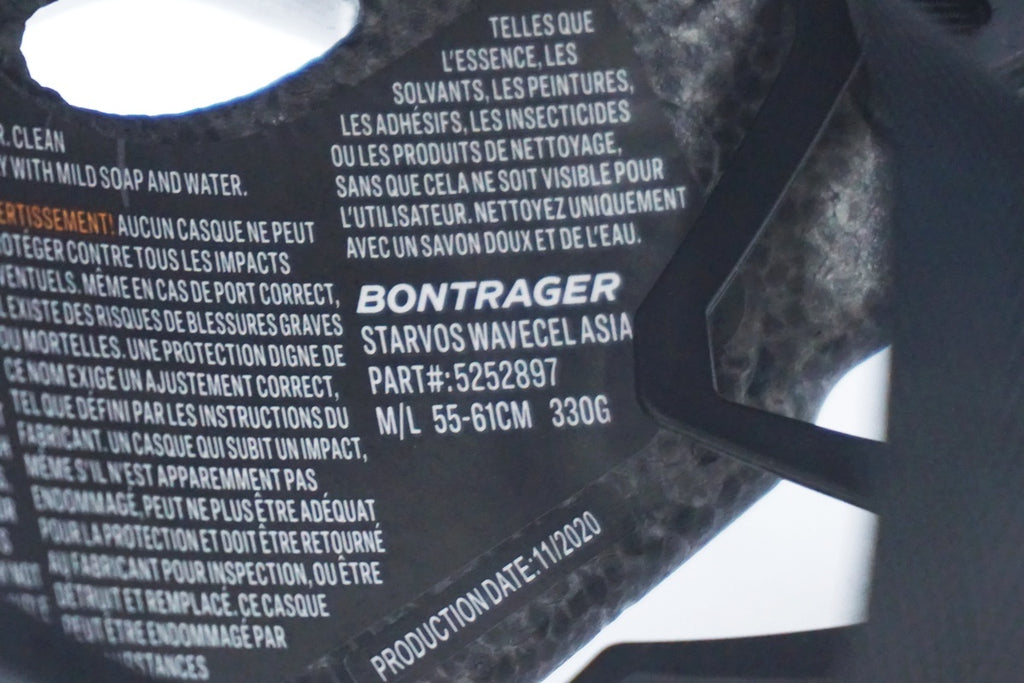 R. CLEAN
Y WITH MILD SOAP AND WATER.
ERTISSEMENT! AUCUN CASQUE NE PEUT
OTÉGER CONTRE TOUS LES IMPACTS
VENTUELS. MÊME EN CAS DE PORT CORRECT,
L EXISTE DES RISQUES DE BLESSURES GRAVES
OU MORTELLES. UNE PROTECTION DIGNE DE
CE NOM EXIGE UN AJUSTEMENT CORRECT,
TEL QUE DÉFINI PAR LES INSTRUCTIONS DU
FABRICANT. UN CASQUE QUI SUBIT UN IMPACT,
MÊME S'IL N'EST APPAREMMENT PAS
ENDOMMAGÉ, PEUT NE PLUS ÊTRE ADÉQUAT
POUR LA PROTECTION ET DOIT ÊTRE RETOURNÉ
AU FABRICANT POUR INSPECTION, OU ÊTRE
DÉTRUIT ET REMPLACÉ. CE CASQUE
PEUT ÊTRE ENDOMMAGÉ PAR
STANCES
TELLES QUE
L'ESSENCE, LES
SOLVANTS, LES PEINTURES,
LES ADHÉSIFS, LES INSECTICIDES
OU LES PRODUITS DE NETTOYAGE,
SANS QUE CELA NE SOIT VISIBLE POUR
L'UTILISATEUR. NETTOYEZ UNIQUEMENT
AVEC UN SAVON DOUX ET DE L'EAU.
BONTRAGER
STARVOS WAVECEL ASIA
PART#:5252897
M/L 55-61CM 330G
PRODUCTION DATE:11/2020